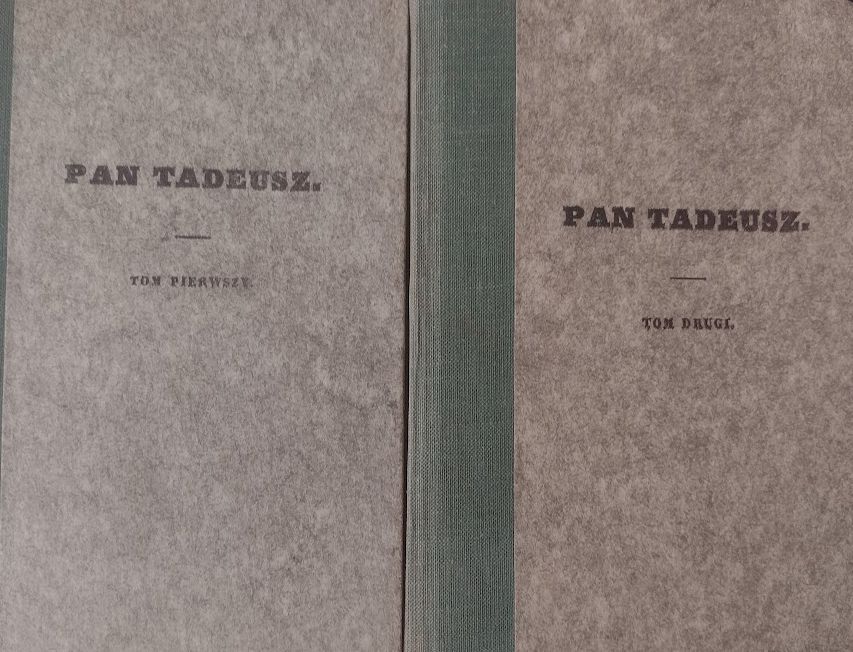 PAN TADEUSZ.
TOM PIERWSZY.
PAN TADEUSZ.
TOM DRUGI.